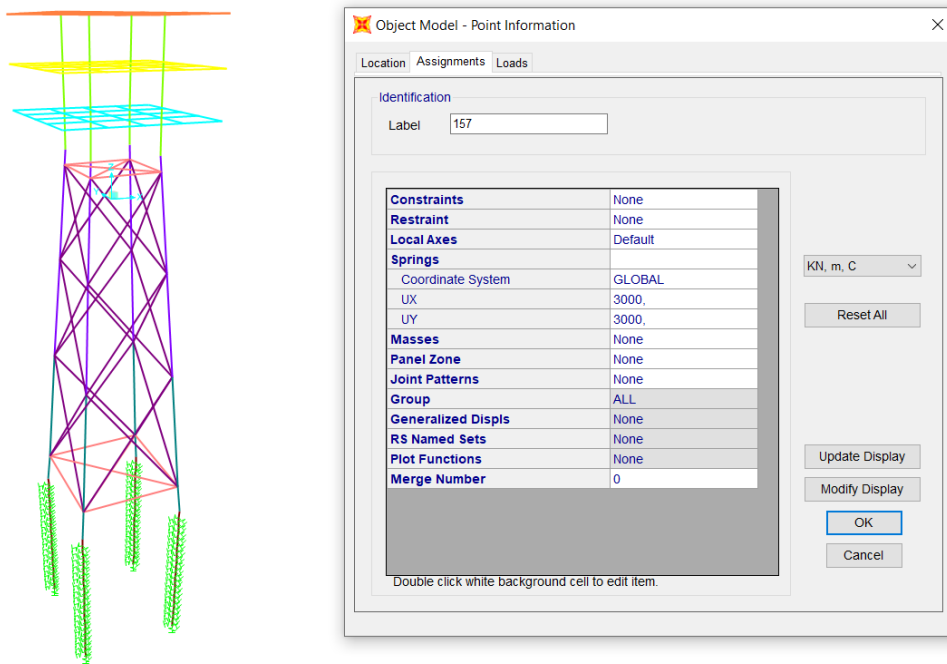 Object Model - Point Information
Location Assignments Loads
Identification
Label 157
Constraints None
Restraint None
Local Axes Default
Springs
Coordinate System GLOBAL
UX 3000,
UY 3000,
Masses None
Panel Zone None
Joint Patterns None
Group ALL
Generalized Displs None
RS Named Sets None
Plot Functions None
Merge Number 0
Double click white background cell to edit item.
KN, m, C
Reset All
Update Display
Modify Display
OK
Cancel